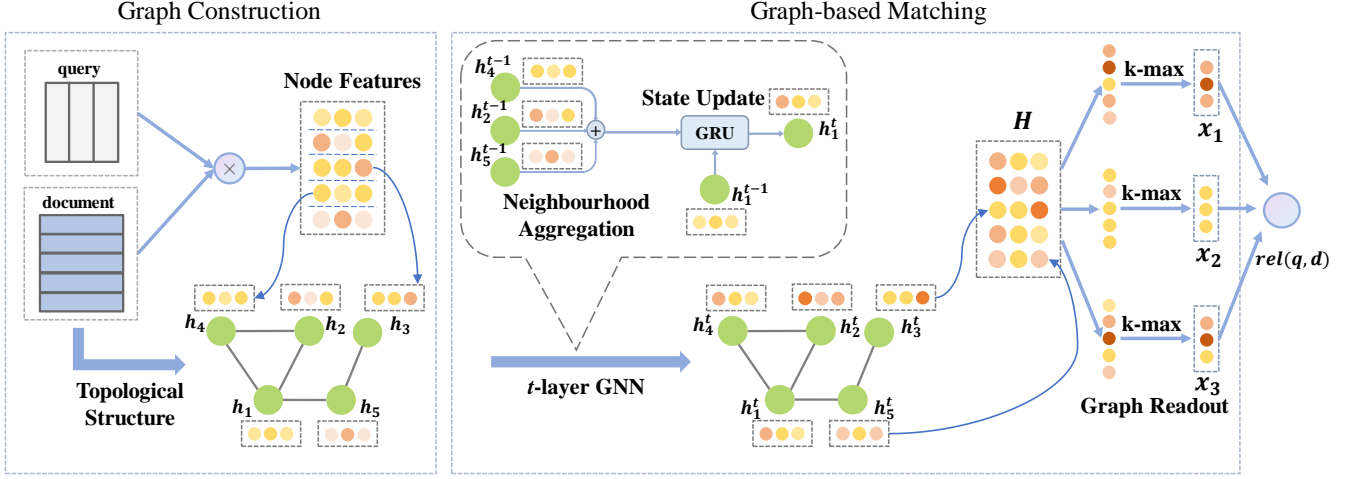 Graph Construction
Graph-based Matching
query
document
×
Node Features
Topological
Structure
h₄
h₂
h₃
h₁
h₅
h₄ᵗ⁻¹
h₂ᵗ⁻¹
h₅ᵗ⁻¹
+
Neighbourhood
Aggregation
State Update
GRU
h₁ᵗ
h₁ᵗ⁻¹
t-layer GNN
h₄ᵗ
h₂ᵗ
h₃ᵗ
h₁ᵗ
h₅ᵗ
H
k-max
x₁
k-max
x₂
k-max
x₃
Graph Readout
rel(q, d)